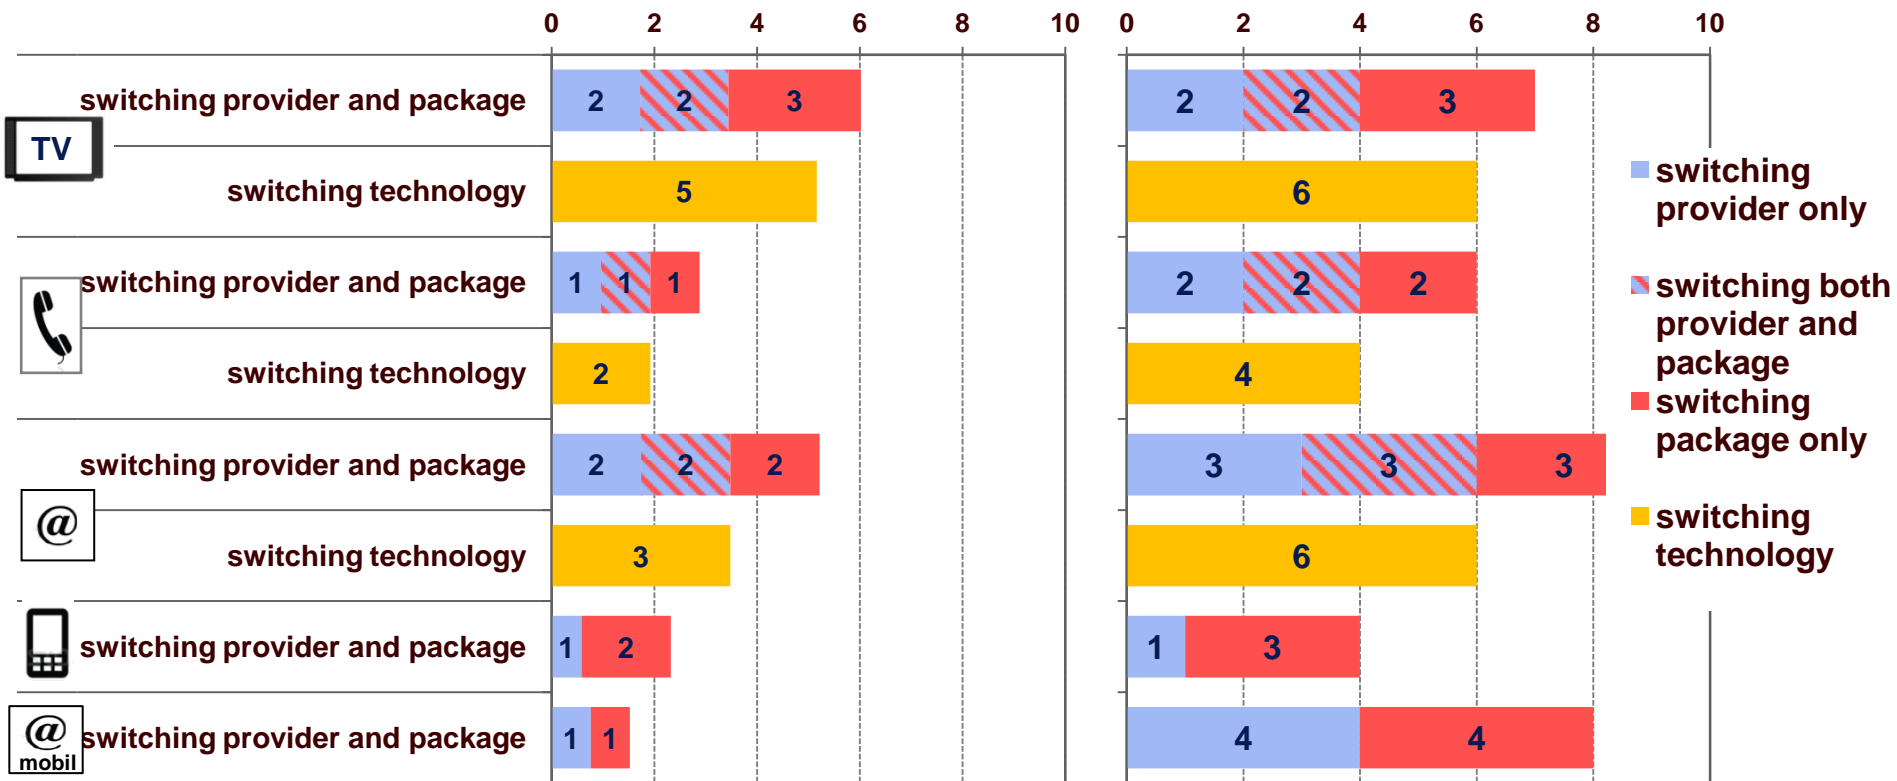 0 2 4 6 8 10 0 2 4 6 8 10
switching provider and package 2 2 3 2 2 3
TV
switching technology 5 6
switching
provider only
switching provider and package 1 1 1 2 2 2
switching both
provider and
package
switching technology 2 4
switching
package only
switching provider and package 2 2 2 3 3 3
@
switching technology 3 6
switching
technology
switching provider and package 1 2 1 3
@
mobil
switching provider and package 1 1 4 4